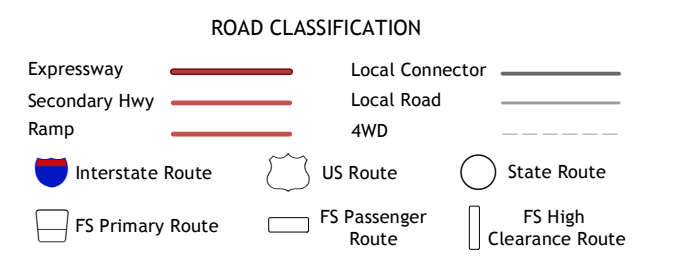 ROAD CLASSIFICATION
Expressway
Local Connector
Secondary Hwy
Local Road
Ramp
4WD
Interstate Route
US Route
State Route
FS Primary Route
FS Passenger
Route
FS High
Clearance Route